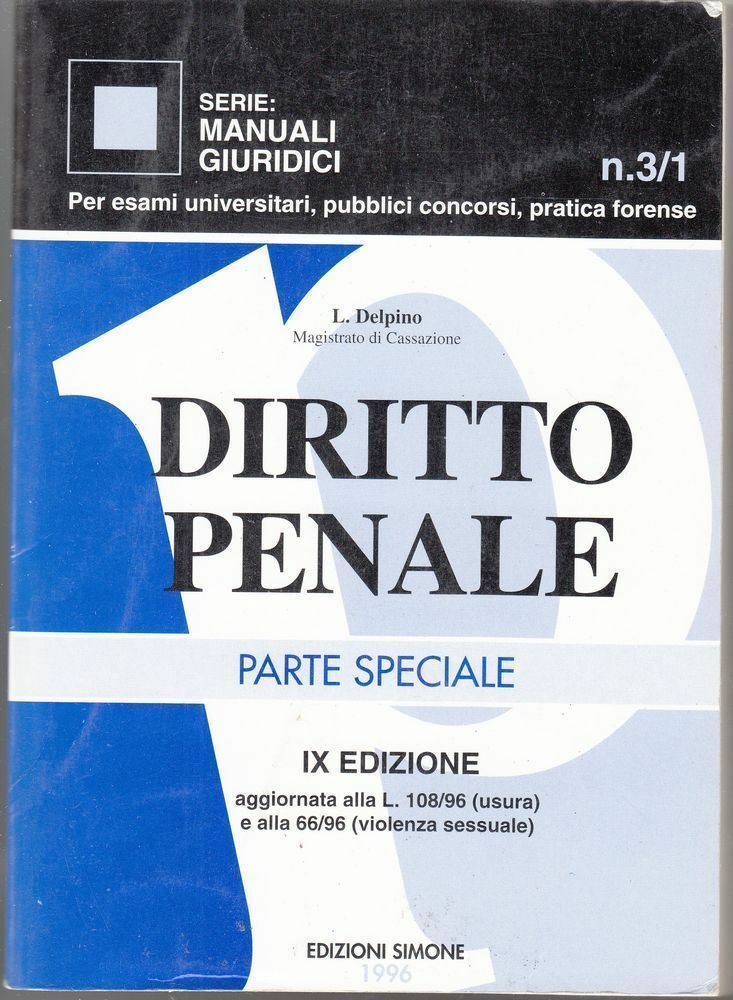 SERIE:
MANUALI
GIURIDICI
n.3/1
Per esami universitari, pubblici concorsi, pratica forense
L. Delpino
Magistrato di Cassazione
DIRITTO
PENALE
PARTE SPECIALE
IX EDIZIONE
aggiornata alla L. 108/96 (usura)
e alla 66/96 (violenza sessuale)
EDIZIONI SIMONE
1996